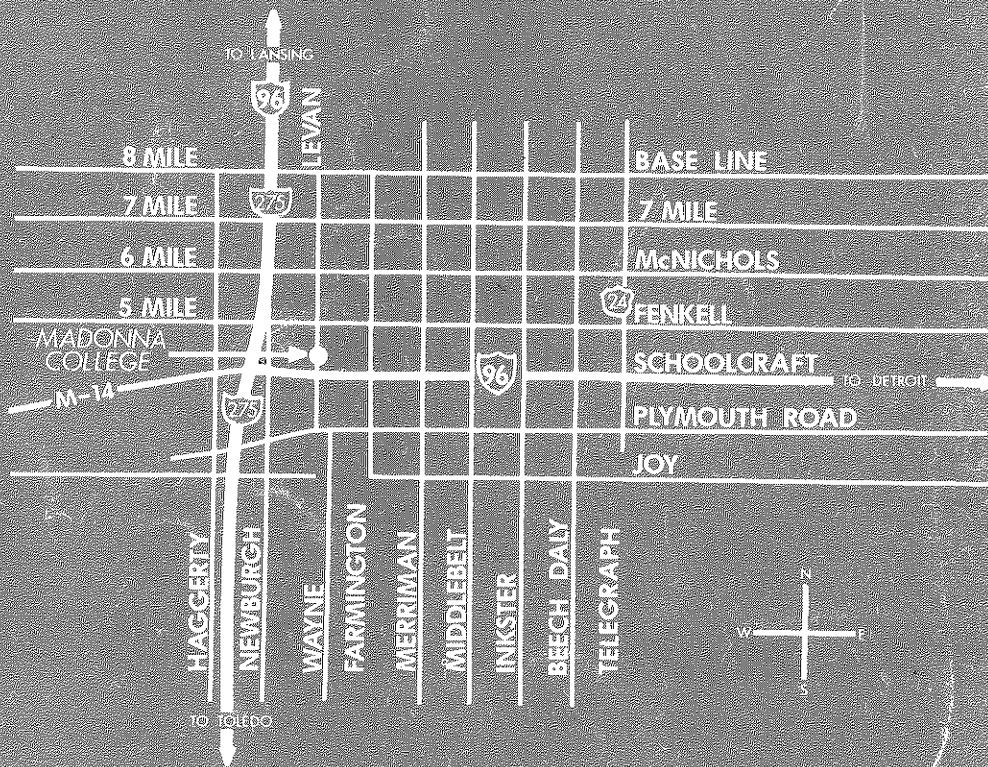 TO LANSING
96
LEVAN
8 MILE
BASE LINE
275
7 MILE
7 MILE
6 MILE
McNICHOLS
24
5 MILE
FENKELL
MADONNA
COLLEGE
SCHOOLCRAFT
96
TO DETROIT
M-14
275
PLYMOUTH ROAD
JOY
HAGGERTY
NEWBURGH
WAYNE
FARMINGTON
MERRIMAN
MIDDLEBELT
INKSTER
BEECH DALY
TELEGRAPH
N
W
E
S
TO TOLEDO